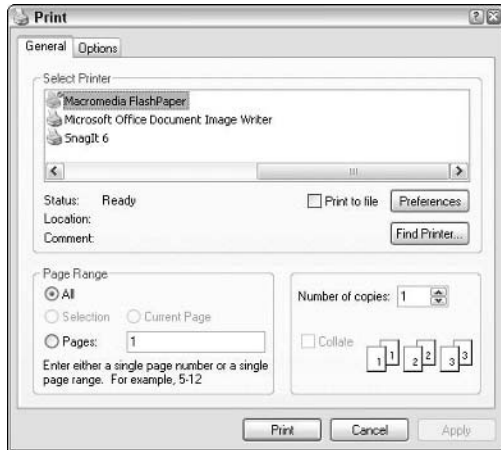 Print
General
Options
Select Printer
Macromedia FlashPaper
Microsoft Office Document Image Writer
SnagIt 6
Status: Ready
Print to file
Preferences
Location:
Comment:
Find Printer...
Page Range
All
Selection
Current Page
Pages: 1
Enter either a single page number or a single
page range. For example, 5-12
Number of copies: 1
Collate
1 1 2 2 3 3
Print
Cancel
Apply